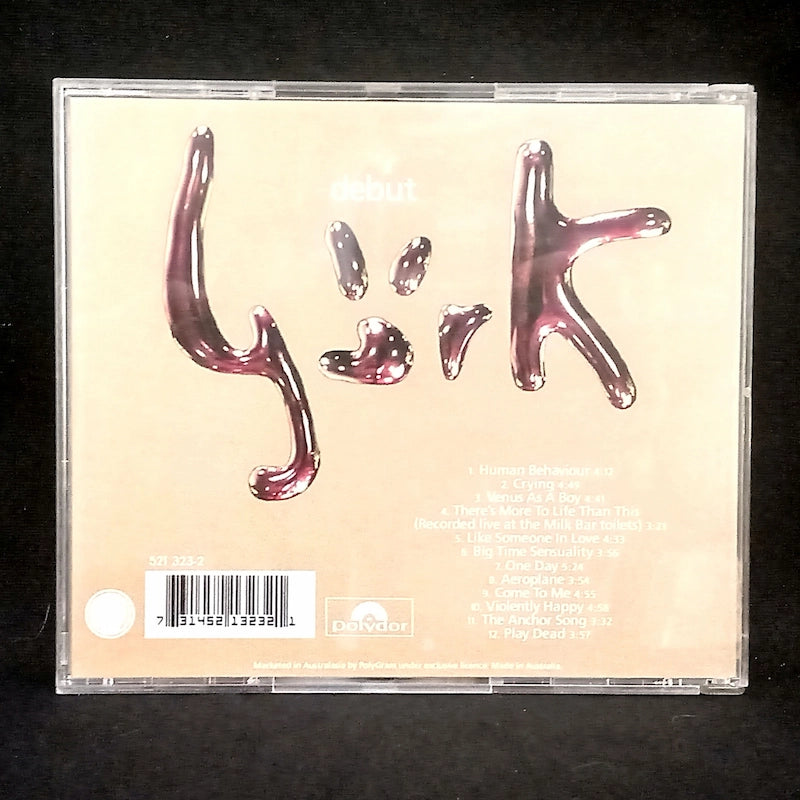 debut
björk
1. Human Behaviour 4:12
2. Crying 4:49
3. Venus As A Boy 4:41
4. There's More To Life Than This
(Recorded live at the Milk Bar toilets) 3:21
5. Like Someone In Love 4:33
6. Big Time Sensuality 3:56
7. One Day 5:24
8. Aeroplane 3:54
9. Come To Me 4:55
10. Violently Happy 4:58
11. The Anchor Song 3:32
12. Play Dead 3:57
521 323-2
7 31452 13232 1
polydor
Marketed in Australasia by PolyGram under exclusive licence. Made in Australia